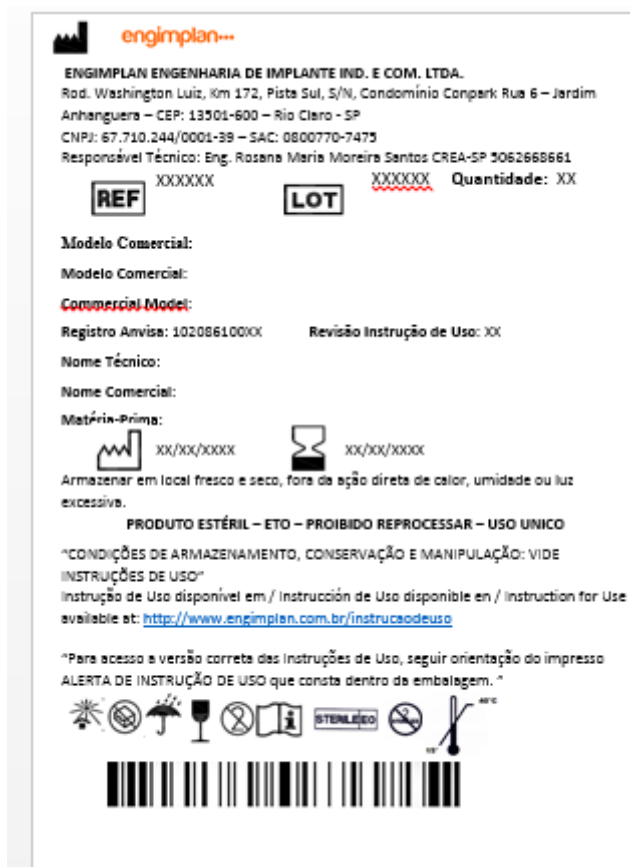 engimplan
ENGIMPLAN ENGENHARIA DE IMPLANTE IND. E COM. LTDA.
Rod. Washington Luiz, Km 172, Pista Sul, S/N, Condomínio Conpark Rua 6 – Jardim
Anhanguera – CEP: 13501-600 – Rio Claro - SP
CNPJ: 67.710.244/0001-39 – SAC: 0800770-7475
Responsável Técnico: Eng. Rosana Maria Moreira Santos CREA-SP 5062668661
REF XXXXXX LOT XXXXXX Quantidade: XX
Modelo Comercial:
Modelo Comercial:
Commercial Model:
Registro Anvisa: 102086100XX Revisão Instrução de Uso: XX
Nome Técnico:
Nome Comercial:
Matéria-Prima:
xx/xx/xxxx xx/xx/xxxx
Armazenar em local fresco e seco, fora da ação direta de calor, umidade ou luz
excessiva.
PRODUTO ESTÉRIL – ETO – PROIBIDO REPROCESSAR – USO UNICO
"CONDIÇÕES DE ARMAZENAMENTO, CONSERVAÇÃO E MANIPULAÇÃO: VIDE
INSTRUÇÕES DE USO"
Instrução de Uso disponível em / Instrucción de Uso disponible en / Instruction for Use
available at: http://www.engimplan.com.br/instrucaodeuso
"Para acesso a versão correta das Instruções de Uso, seguir orientação do impresso
ALERTA DE INSTRUÇÃO DE USO que consta dentro da embalagem. "
STERILE EO